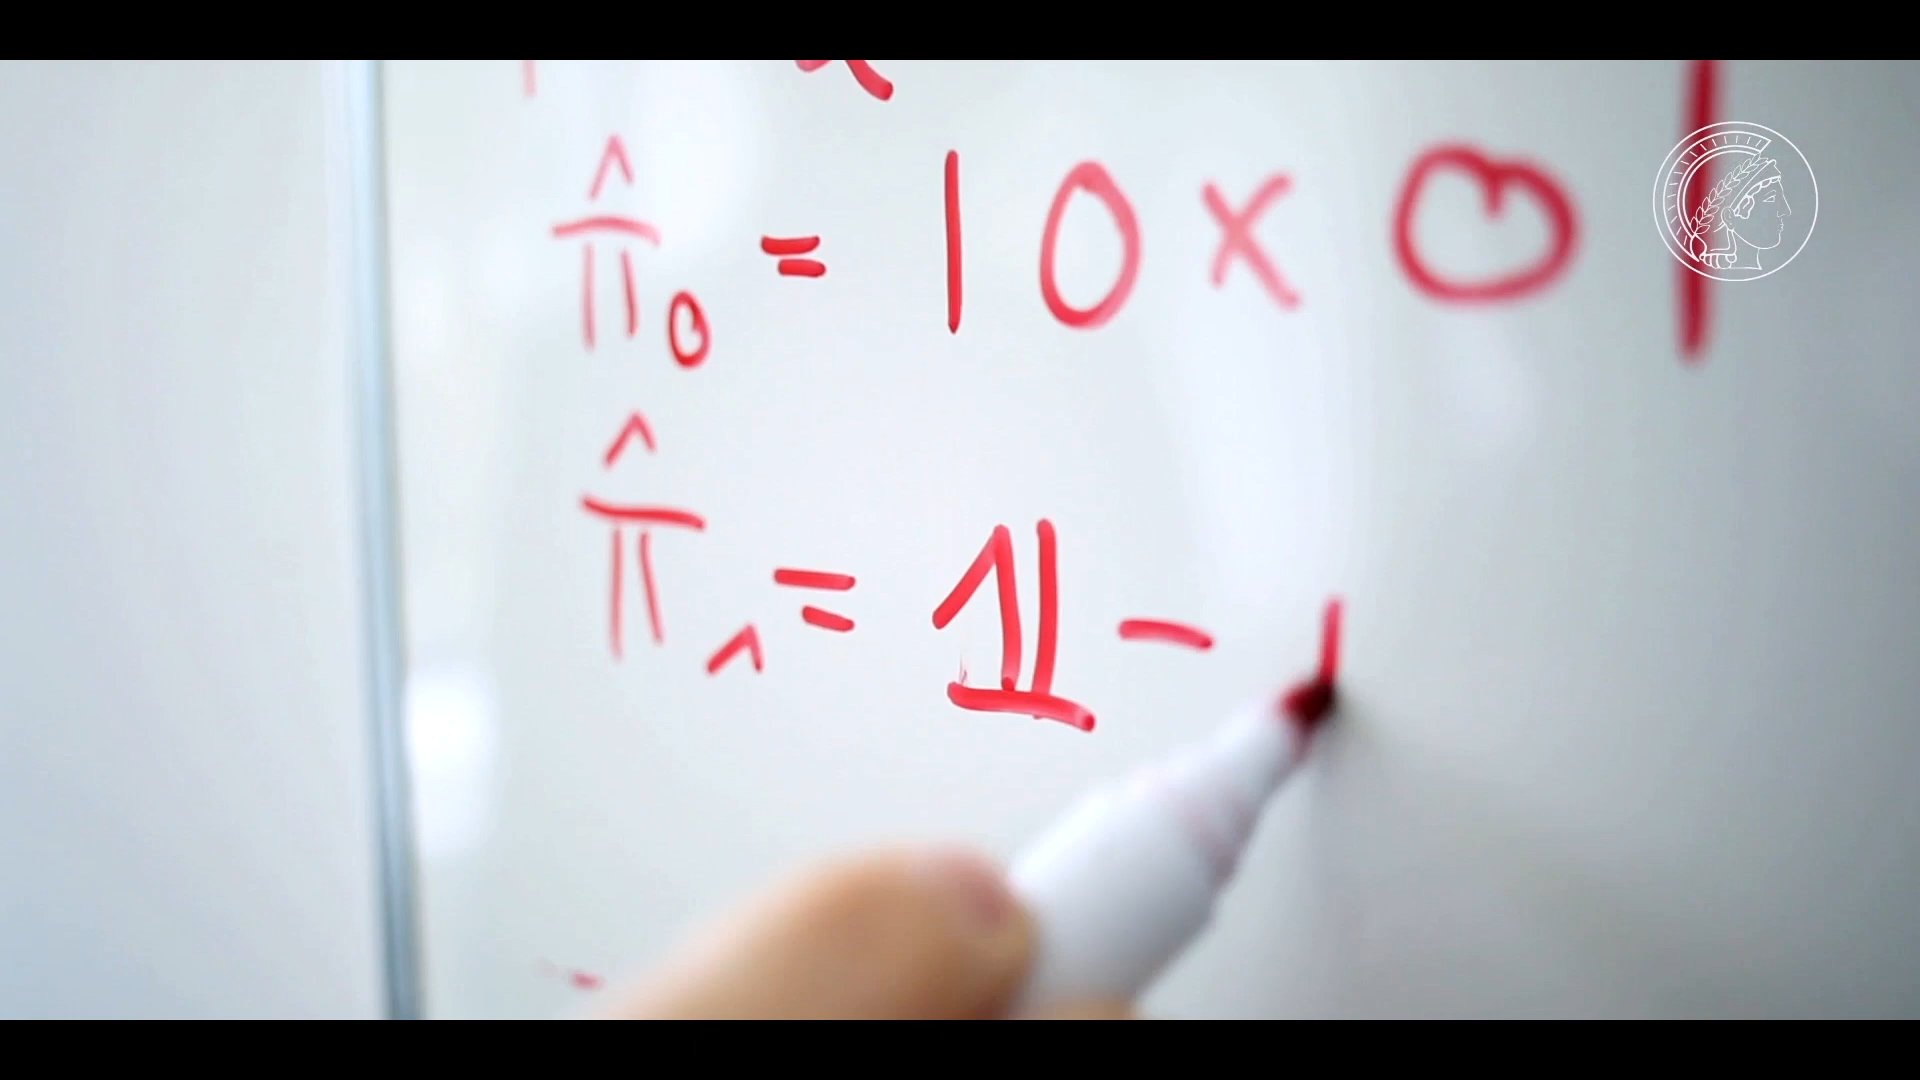 π̂₀ = |0×0|
π̂₁ = 𝟙 -